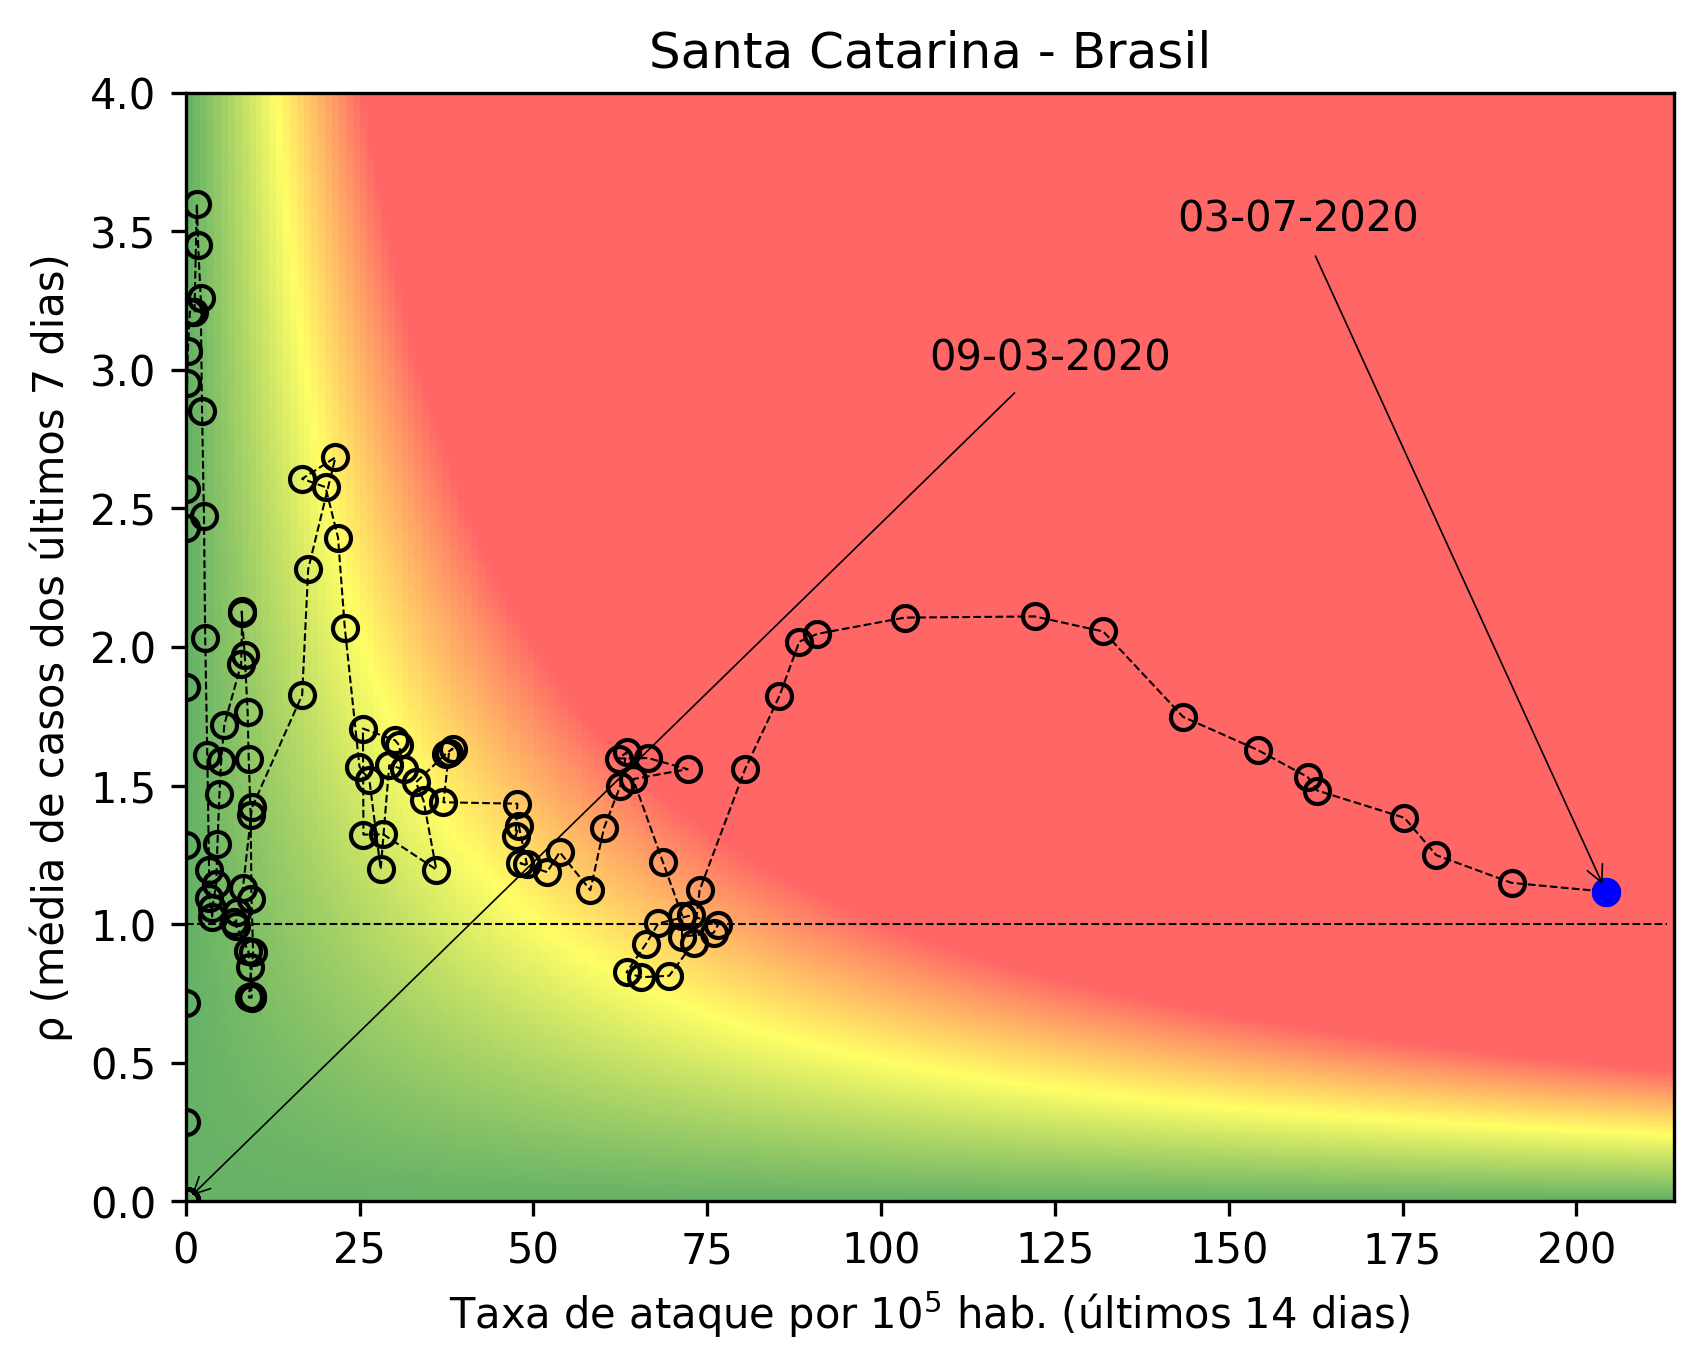 Santa Catarina - Brasil
4.0
3.5
3.0
2.5
2.0
1.5
1.0
0.5
0.0
ρ (média de casos dos últimos 7 dias)
03-07-2020
09-03-2020
0 25 50 75 100 125 150 175 200
Taxa de ataque por 10⁵ hab. (últimos 14 dias)